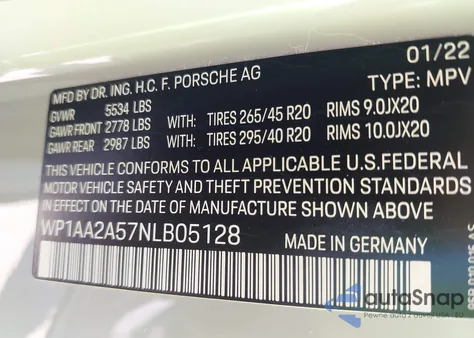 MFD BY DR. ING. H.C. F. PORSCHE AG 01/22
GVWR 5534 LBS TYPE: MPV
GAWR FRONT 2778 LBS WITH: TIRES 265/45 R20 RIMS 9.0JX20
GAWR REAR 2987 LBS WITH: TIRES 295/40 R20 RIMS 10.0JX20
THIS VEHICLE CONFORMS TO ALL APPLICABLE U.S.FEDERAL
MOTOR VEHICLE SAFETY AND THEFT PREVENTION STANDARDS
IN EFFECT ON THE DATE OF MANUFACTURE SHOWN ABOVE
WP1AA2A57NLB05128 MADE IN GERMANY
autoSnap
Pewne auta z USA